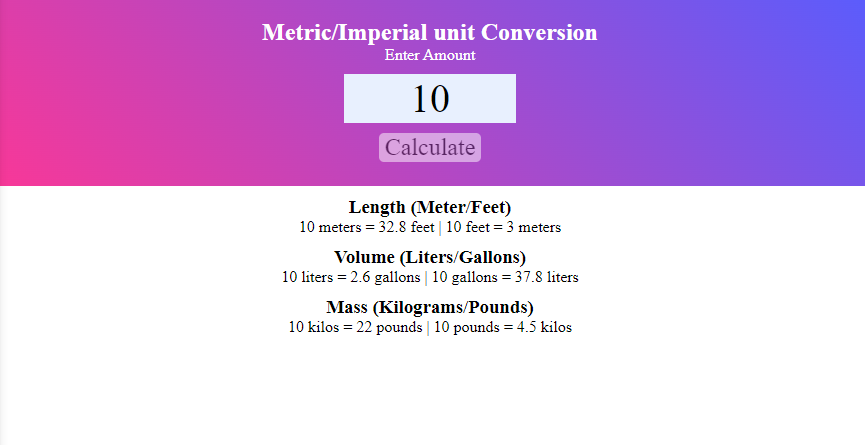 Metric/Imperial unit Conversion
Enter Amount
10
Calculate
Length (Meter/Feet)
10 meters = 32.8 feet | 10 feet = 3 meters
Volume (Liters/Gallons)
10 liters = 2.6 gallons | 10 gallons = 37.8 liters
Mass (Kilograms/Pounds)
10 kilos = 22 pounds | 10 pounds = 4.5 kilos